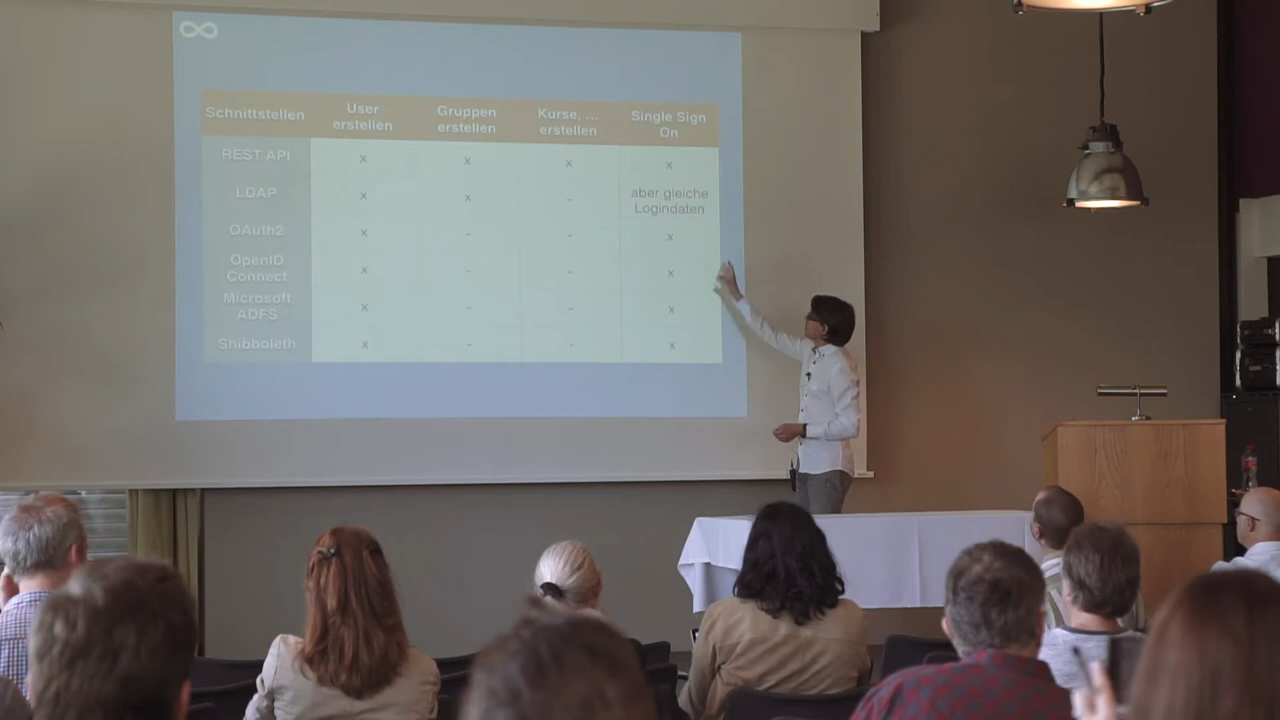 Schnittstellen User erstellen Gruppen erstellen Kurse, ... erstellen Single Sign On
REST API x x x x
LDAP x x - aber gleiche Logindaten
OAuth2 x - - x
OpenID Connect x - - x
Microsoft ADFS x - - x
Shibboleth x - - x